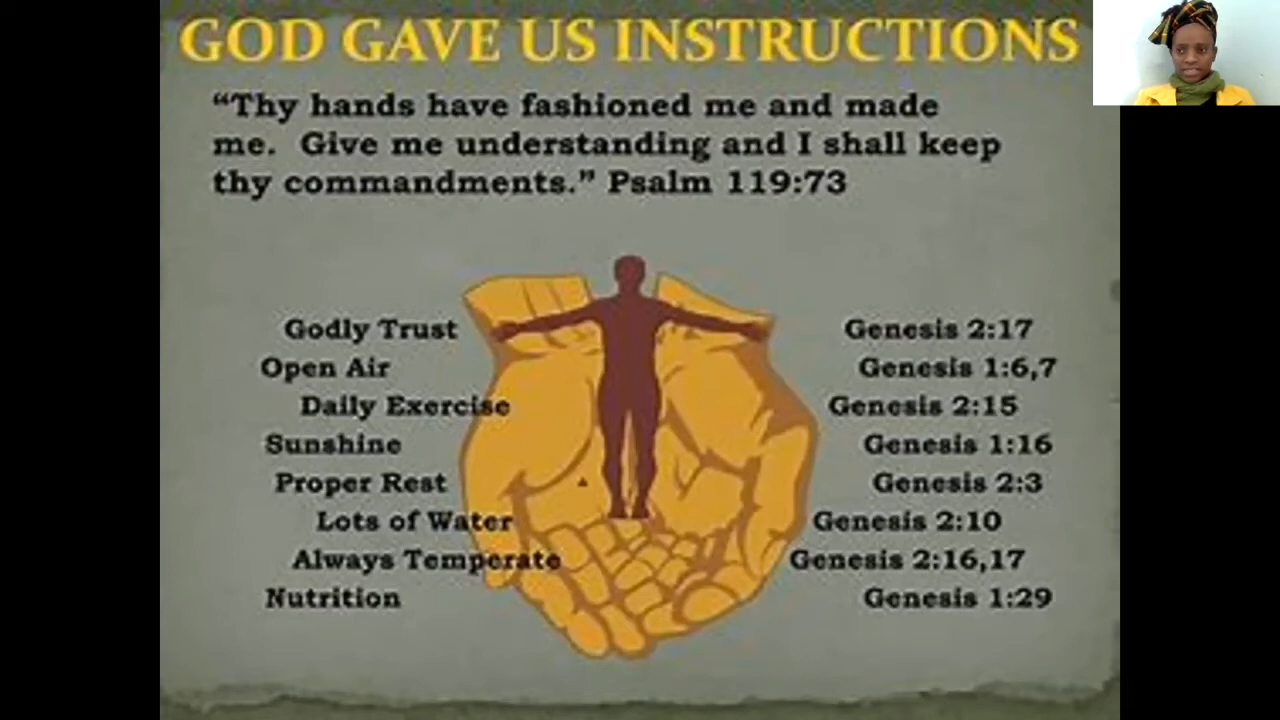 GOD GAVE US INSTRUCTIONS
“Thy hands have fashioned me and made
me. Give me understanding and I shall keep
thy commandments.” Psalm 119:73
Godly Trust Genesis 2:17
Open Air Genesis 1:6,7
Daily Exercise Genesis 2:15
Sunshine Genesis 1:16
Proper Rest Genesis 2:3
Lots of Water Genesis 2:10
Always Temperate Genesis 2:16,17
Nutrition Genesis 1:29